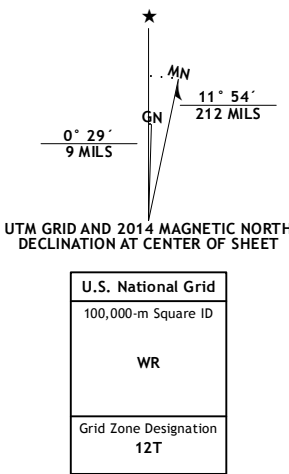 ★
MN
GN
11° 54´
212 MILS
0° 29´
9 MILS
UTM GRID AND 2014 MAGNETIC NORTH
DECLINATION AT CENTER OF SHEET
U.S. National Grid
100,000-m Square ID
WR
Grid Zone Designation
12T